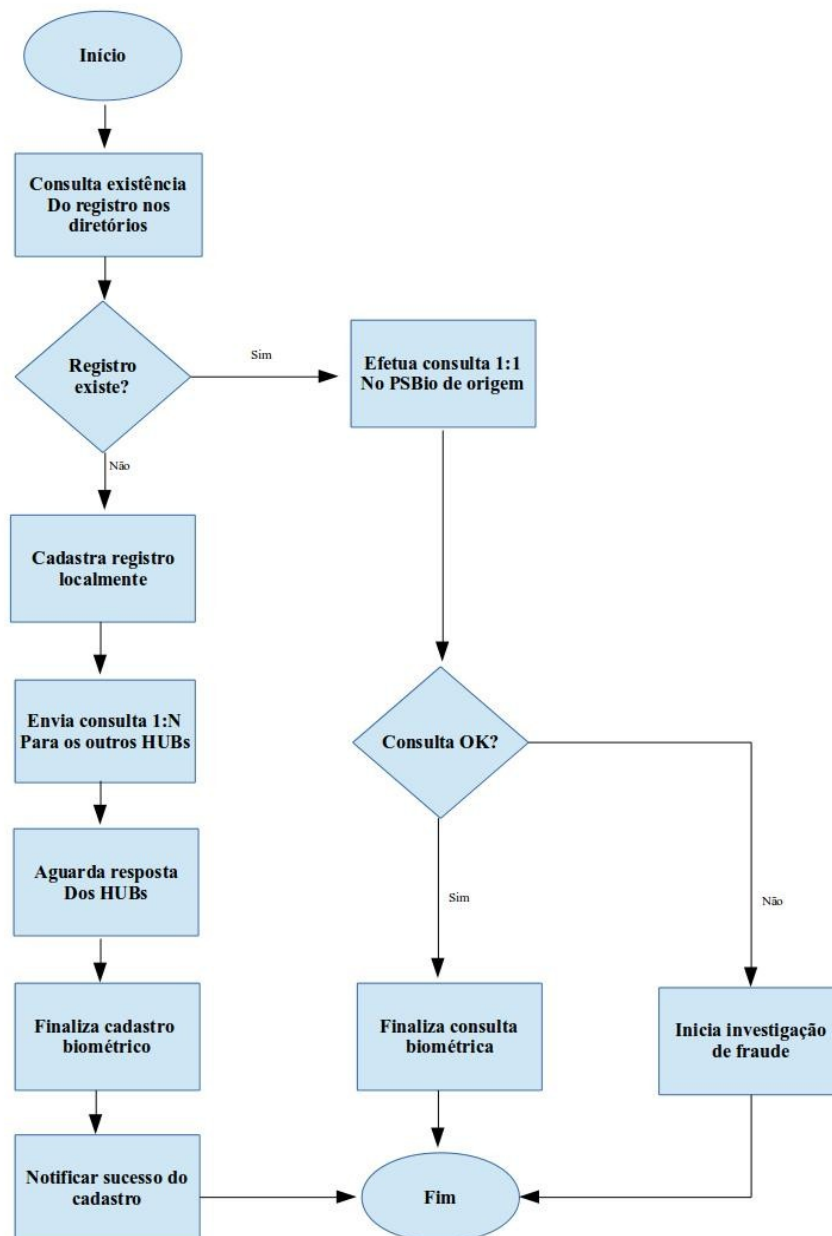 Início
Consulta existência
Do registro nos
diretórios
Registro
existe?
Sim
Efetua consulta 1:1
No PSBio de origem
Não
Cadastra registro
localmente
Envia consulta 1:N
Para os outros HUBs
Consulta OK?
Aguarda resposta
Dos HUBs
Sim
Não
Finaliza cadastro
biométrico
Finaliza consulta
biométrica
Inicia investigação
de fraude
Notificar sucesso do
cadastro
Fim